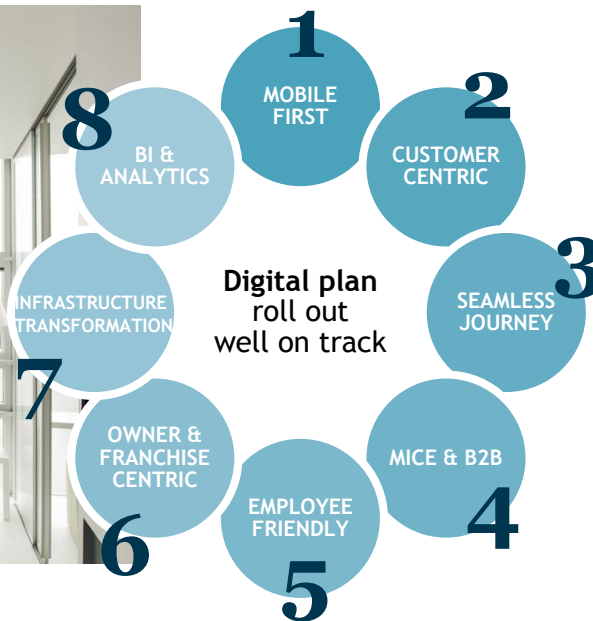 1
MOBILE
FIRST
2
CUSTOMER
CENTRIC
3
SEAMLESS
JOURNEY
4
MICE & B2B
5
EMPLOYEE
FRIENDLY
6
OWNER &
FRANCHISE
CENTRIC
7
INFRASTRUCTURE
TRANSFORMATION
8
BI &
ANALYTICS
Digital plan
roll out
well on track